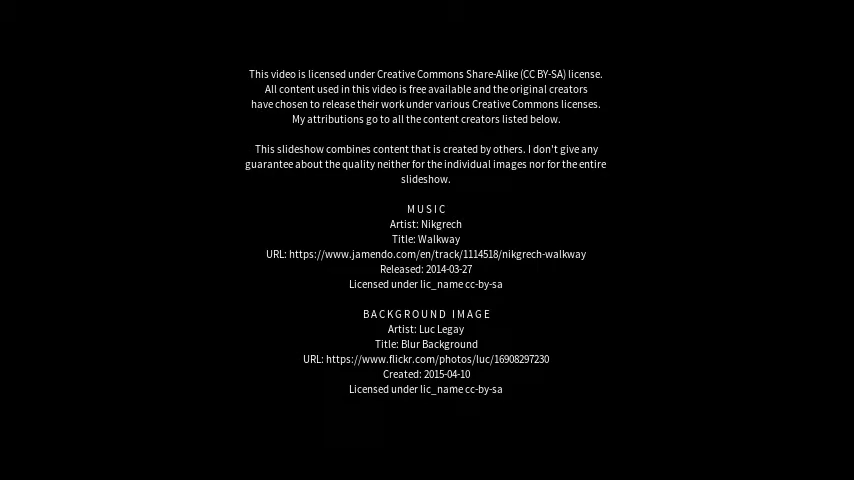 This video is licensed under Creative Commons Share-Alike (CC BY-SA) license.
All content used in this video is free available and the original creators
have chosen to release their work under various Creative Commons licenses.
My attributions go to all the content creators listed below.
This slideshow combines content that is created by others. I don't give any
guarantee about the quality neither for the individual images nor for the entire
slideshow.
MUSIC
Artist: Nikgrech
Title: Walkway
URL: https://www.jamendo.com/en/track/1114518/nikgrech-walkway
Released: 2014-03-27
Licensed under lic_name cc-by-sa
BACKGROUND IMAGE
Artist: Luc Legay
Title: Blur Background
URL: https://www.flickr.com/photos/luc/16908297230
Created: 2015-04-10
Licensed under lic_name cc-by-sa